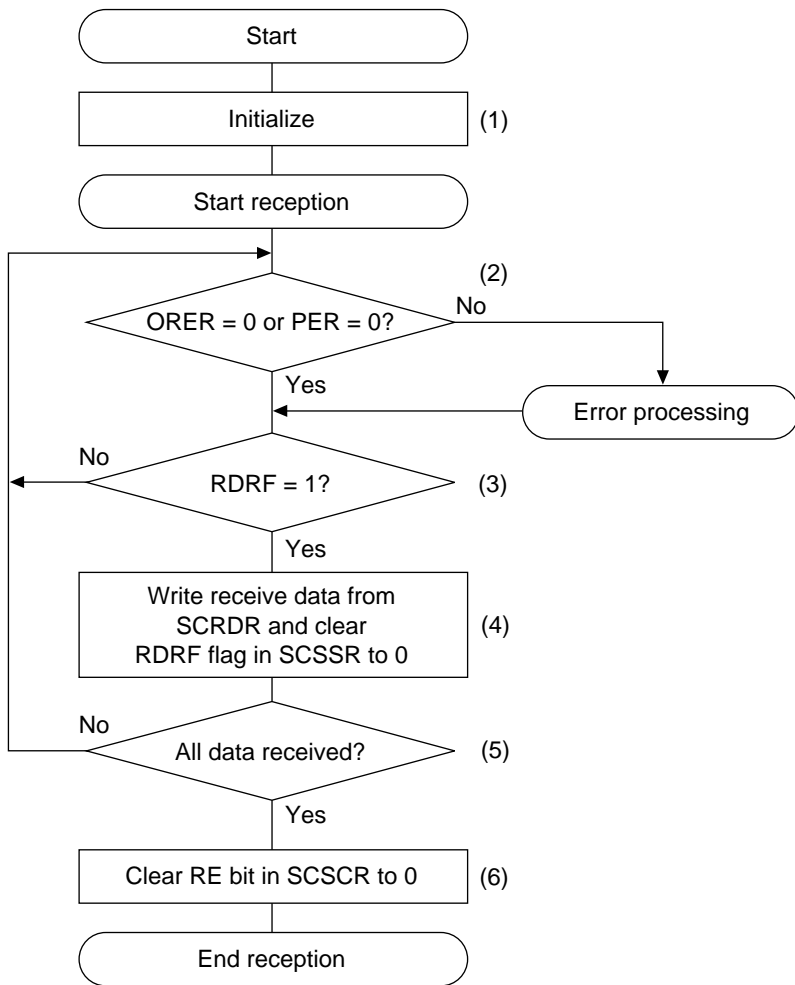 Start
Initialize
(1)
Start reception
(2)
ORER = 0 or PER = 0?
No
Yes
Error processing
No
RDRF = 1?
(3)
Yes
Write receive data from
SCRDR and clear
RDRF flag in SCSSR to 0
(4)
No
All data received?
(5)
Yes
Clear RE bit in SCSCR to 0
(6)
End reception